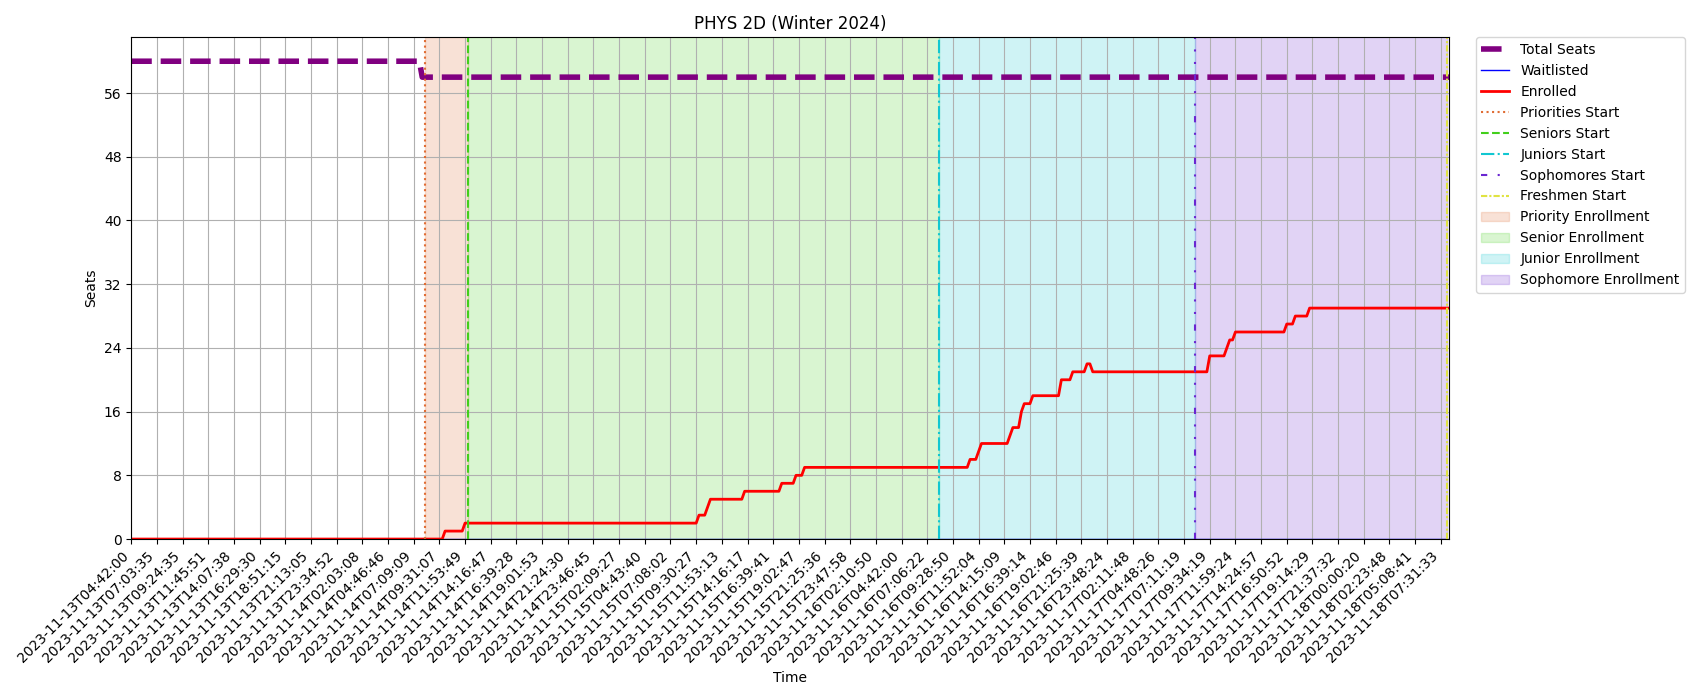 PHYS 2D (Winter 2024)
Total Seats
Waitlisted
Enrolled
Priorities Start
Seniors Start
Juniors Start
Sophomores Start
Freshmen Start
Priority Enrollment
Senior Enrollment
Junior Enrollment
Sophomore Enrollment
Seats
56
48
40
32
24
16
8
0
2023-11-13T04:42:00
2023-11-13T07:03:35
2023-11-13T09:24:35
2023-11-13T11:45:51
2023-11-13T14:07:38
2023-11-13T16:29:30
2023-11-13T18:51:15
2023-11-13T21:13:05
2023-11-13T23:34:52
2023-11-14T02:03:08
2023-11-14T04:46:46
2023-11-14T07:09:09
2023-11-14T09:31:07
2023-11-14T11:53:49
2023-11-14T14:16:47
2023-11-14T16:39:28
2023-11-14T19:01:53
2023-11-14T21:24:30
2023-11-14T23:46:45
2023-11-15T02:09:27
2023-11-15T04:43:40
2023-11-15T07:08:02
2023-11-15T09:30:27
2023-11-15T11:53:13
2023-11-15T14:16:17
2023-11-15T16:39:41
2023-11-15T19:02:47
2023-11-15T21:25:36
2023-11-15T23:47:58
2023-11-16T02:10:50
2023-11-16T04:42:00
2023-11-16T07:06:22
2023-11-16T09:28:50
2023-11-16T11:52:04
2023-11-16T14:15:09
2023-11-16T16:39:14
2023-11-16T19:02:46
2023-11-16T21:25:39
2023-11-16T23:48:24
2023-11-17T02:11:48
2023-11-17T04:48:26
2023-11-17T07:11:19
2023-11-17T09:34:19
2023-11-17T11:59:24
2023-11-17T14:24:57
2023-11-17T16:50:52
2023-11-17T19:14:29
2023-11-17T21:37:32
2023-11-18T00:00:20
2023-11-18T02:23:48
2023-11-18T05:08:41
2023-11-18T07:31:33
Time